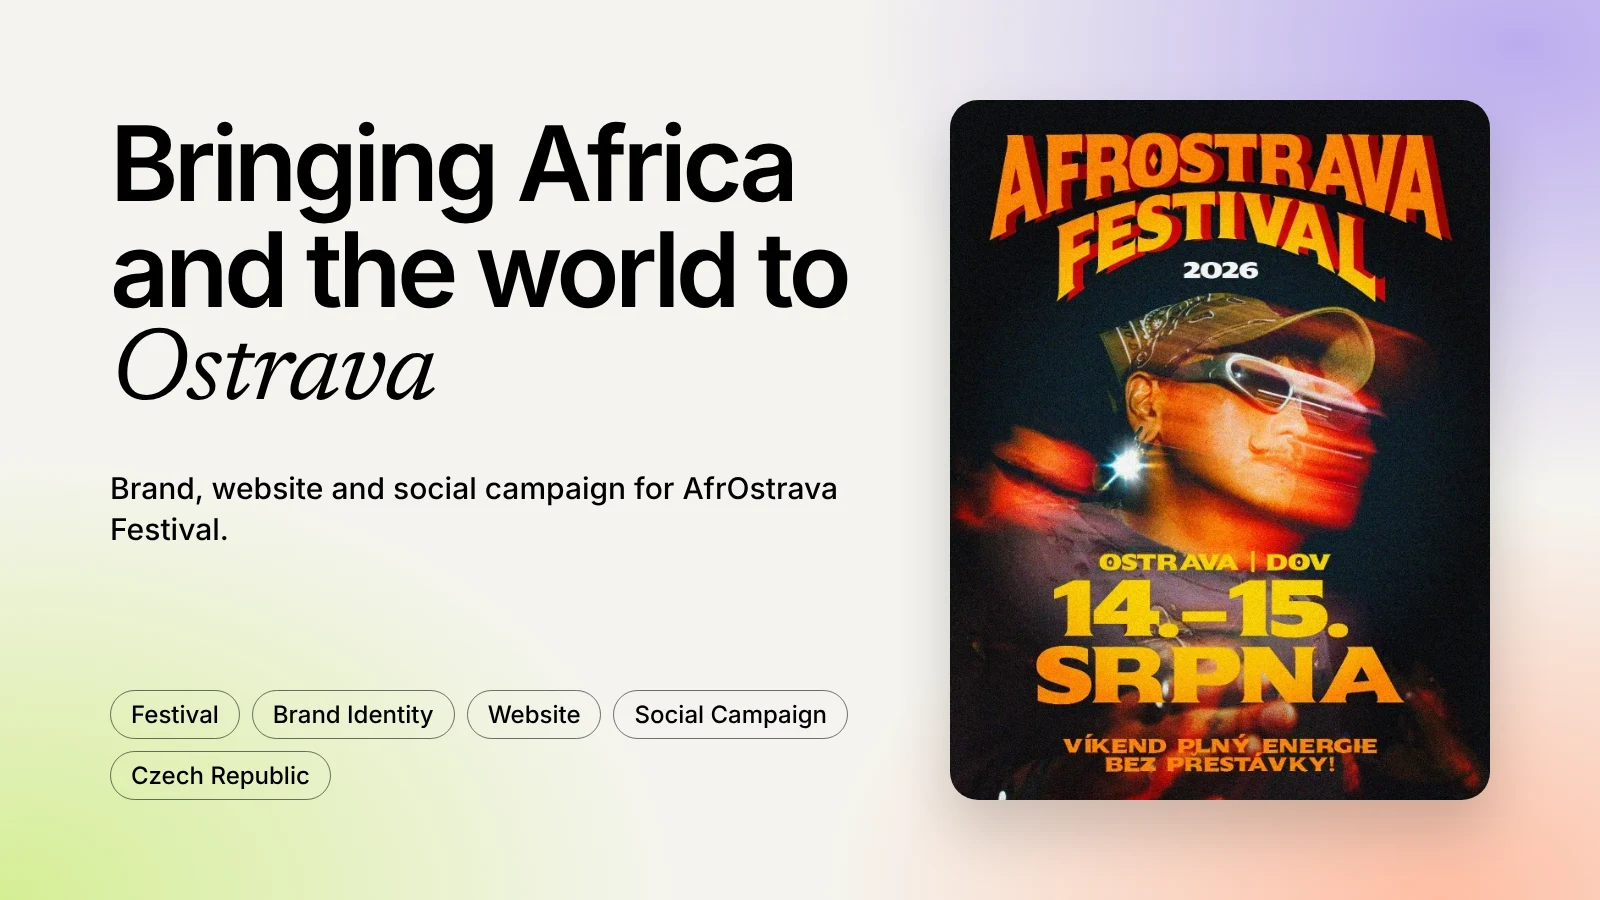 Bringing Africa
and the world to
Ostrava
Brand, website and social campaign for AfrOstrava
Festival.
Festival
Brand Identity
Website
Social Campaign
Czech Republic
AFROSTRAVA
FESTIVAL
2026
OSTRAVA | DOV
14.–15.
SRPNA
VÍKEND PLNÝ ENERGIE
BEZ PŘESTÁVKY!